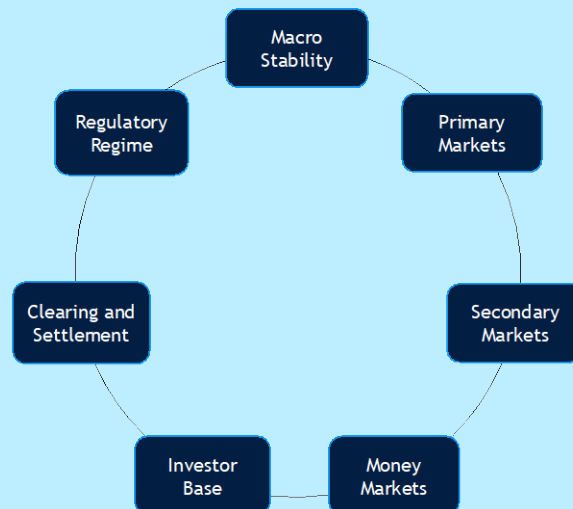 Macro
Stability
Primary
Markets
Secondary
Markets
Money
Markets
Investor
Base
Clearing and
Settlement
Regulatory
Regime